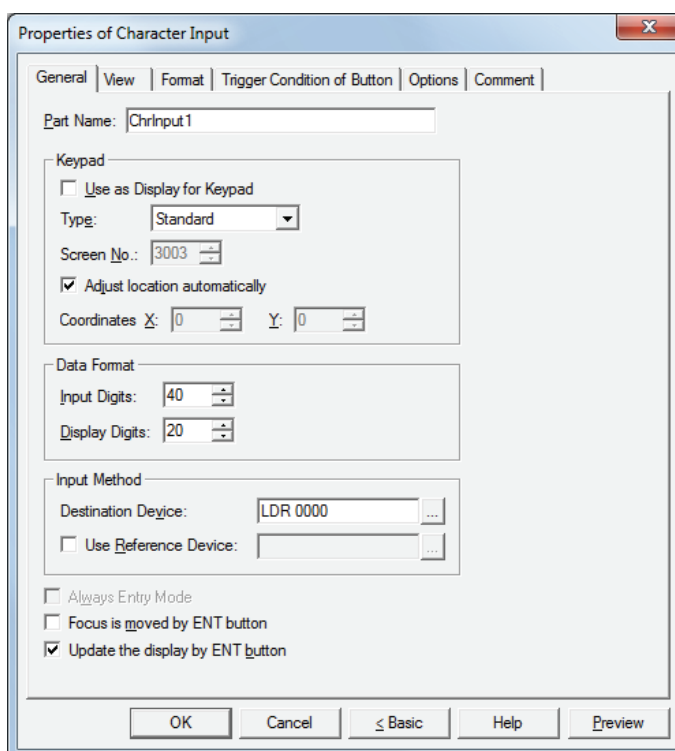 Properties of Character Input
General View Format Trigger Condition of Button Options Comment
Part Name: ChrInput1
Keypad
Use as Display for Keypad
Type: Standard
Screen No.: 3003
Adjust location automatically
Coordinates X: 0 Y: 0
Data Format
Input Digits: 40
Display Digits: 20
Input Method
Destination Device: LDR 0000 ...
Use Reference Device: ...
Always Entry Mode
Focus is moved by ENT button
Update the display by ENT button
OK Cancel < Basic Help Preview